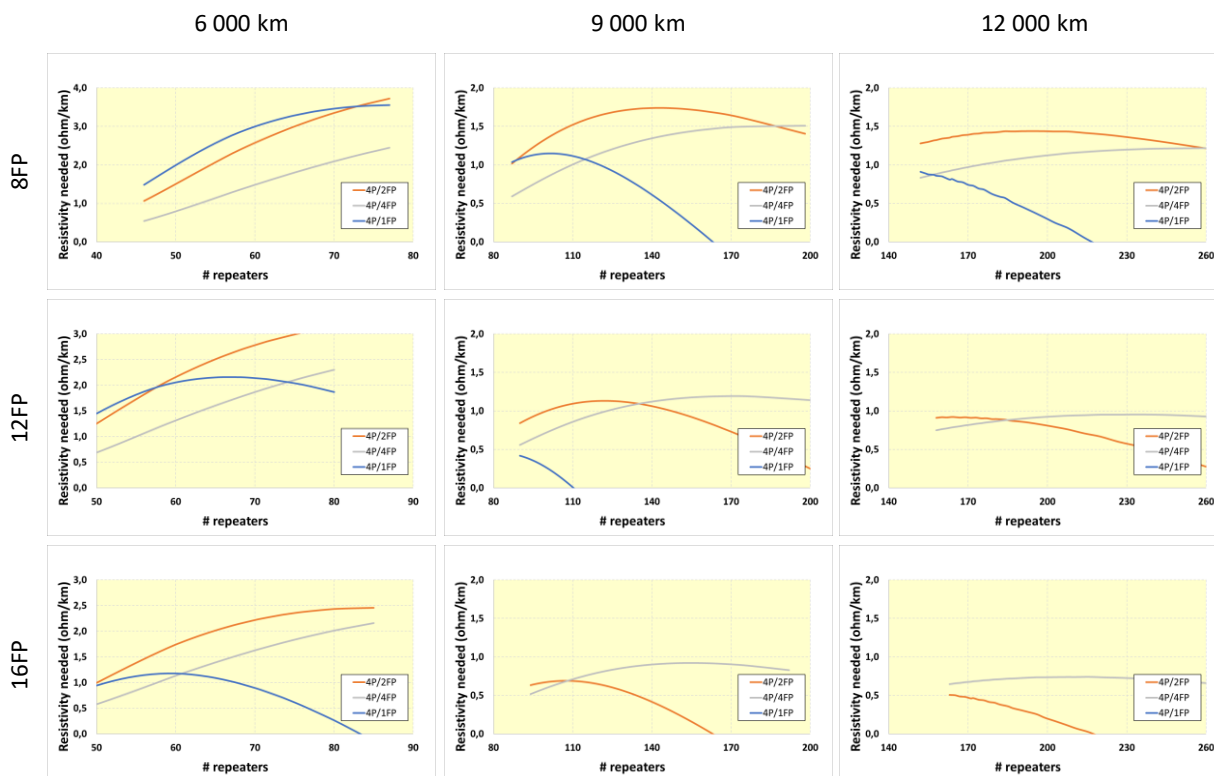 6 000 km
9 000 km
12 000 km
8FP
Resistivity needed (ohm/km)
4,0
3,0
2,0
1,0
0,0
40
50
60
70
80
# repeaters
4P/2FP
4P/4FP
4P/1FP
Resistivity needed (ohm/km)
2,0
1,5
1,0
0,5
0,0
80
110
140
170
200
# repeaters
4P/2FP
4P/4FP
4P/1FP
Resistivity needed (ohm/km)
2,0
1,5
1,0
0,5
0,0
140
170
200
230
260
# repeaters
4P/2FP
4P/4FP
4P/1FP
12FP
Resistivity needed (ohm/km)
3,0
2,5
2,0
1,5
1,0
0,5
0,0
50
60
70
80
90
# repeaters
4P/2FP
4P/4FP
4P/1FP
Resistivity needed (ohm/km)
2,0
1,5
1,0
0,5
0,0
80
110
140
170
200
# repeaters
4P/2FP
4P/4FP
4P/1FP
Resistivity needed (ohm/km)
2,0
1,5
1,0
0,5
0,0
140
170
200
230
260
# repeaters
4P/2FP
4P/4FP
4P/1FP
16FP
Resistivity needed (ohm/km)
3,0
2,5
2,0
1,5
1,0
0,5
0,0
50
60
70
80
90
# repeaters
4P/2FP
4P/4FP
4P/1FP
Resistivity needed (ohm/km)
2,0
1,5
1,0
0,5
0,0
80
110
140
170
200
# repeaters
4P/2FP
4P/4FP
4P/1FP
Resistivity needed (ohm/km)
2,0
1,5
1,0
0,5
0,0
140
170
200
230
260
# repeaters
4P/2FP
4P/4FP
4P/1FP